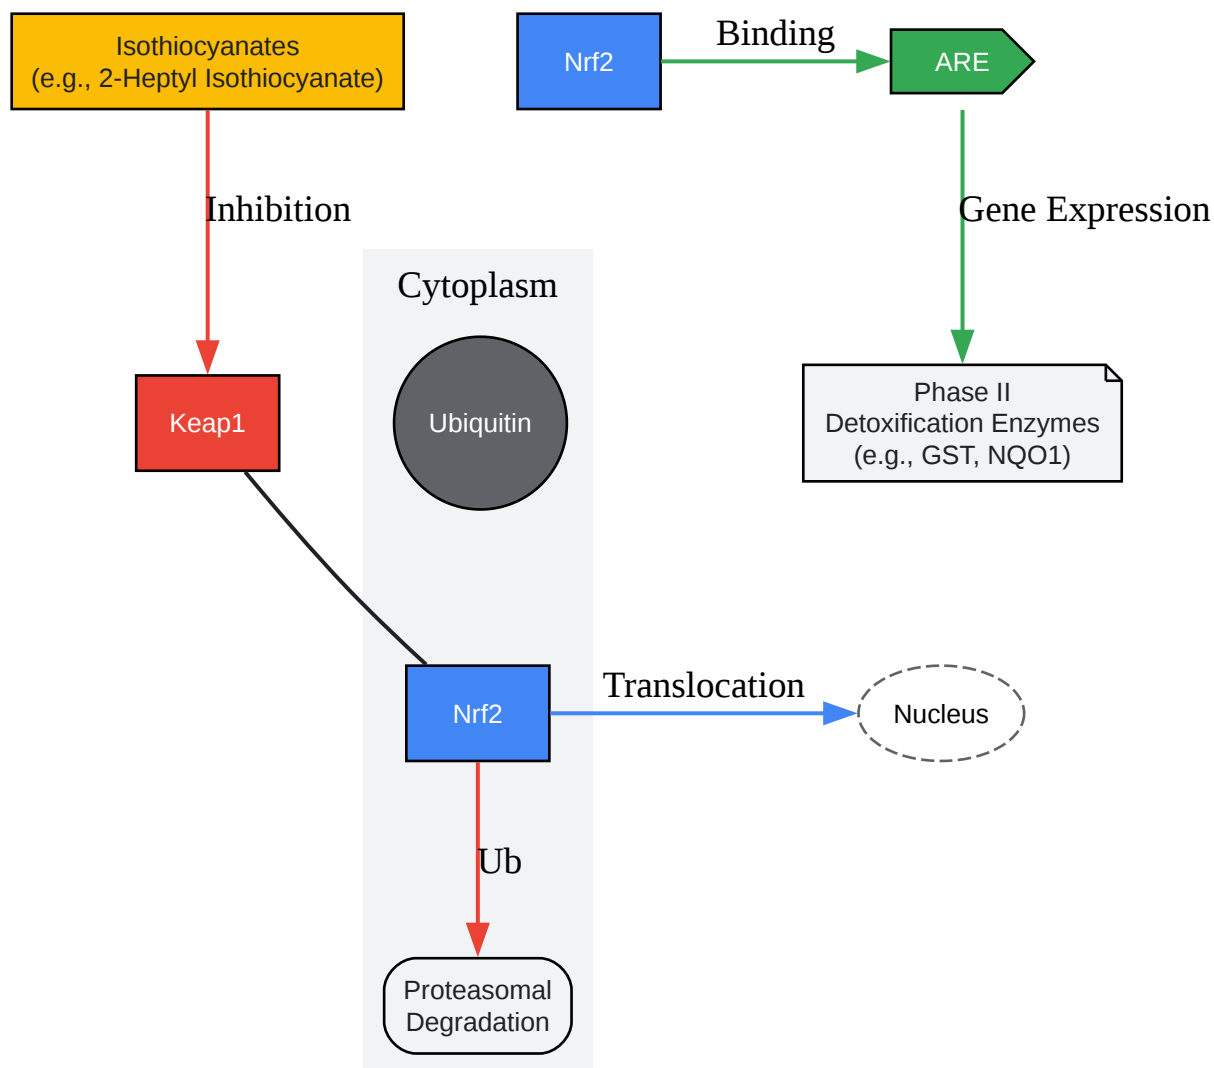 Isothiocyanates
(e.g., 2-Heptyl Isothiocyanate)
Nrf2
Binding
ARE
Inhibition
Gene Expression
Cytoplasm
Keap1
Ubiquitin
Phase II
Detoxification Enzymes
(e.g., GST, NQO1)
Nrf2
Translocation
Nucleus
Ub
Proteasomal
Degradation